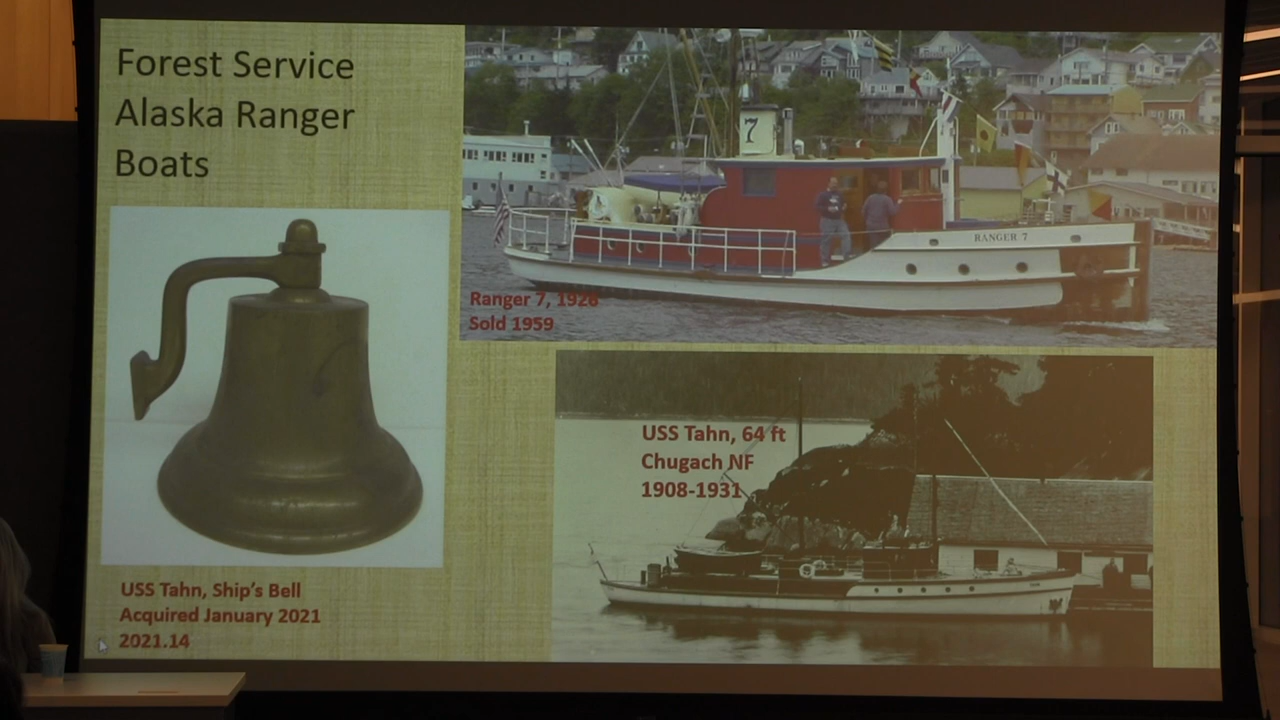 Forest Service
Alaska Ranger
Boats
7
RANGER 7
Ranger 7, 1926
Sold 1959
USS Tahn, 64 ft
Chugach NF
1908-1931
USS Tahn, Ship's Bell
Acquired January 2021
2021.14